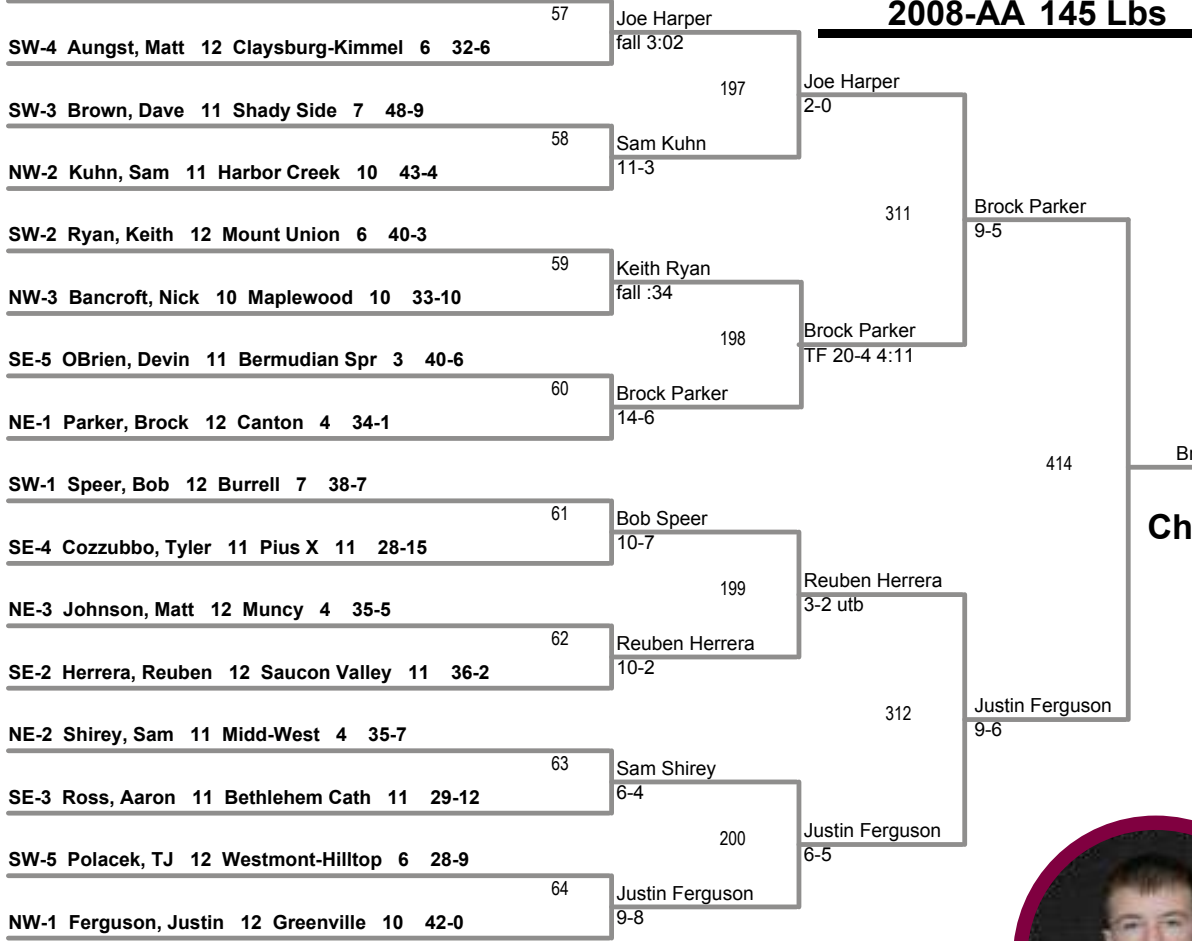 2008-AA 145 Lbs
57
Joe Harper
fall 3:02
SW-4 Aungst, Matt 12 Claysburg-Kimmel 6 32-6
197
Joe Harper
2-0
SW-3 Brown, Dave 11 Shady Side 7 48-9
58
Sam Kuhn
11-3
NW-2 Kuhn, Sam 11 Harbor Creek 10 43-4
311
Brock Parker
9-5
SW-2 Ryan, Keith 12 Mount Union 6 40-3
59
Keith Ryan
fall :34
NW-3 Bancroft, Nick 10 Maplewood 10 33-10
198
Brock Parker
TF 20-4 4:11
SE-5 OBrien, Devin 11 Bermudian Spr 3 40-6
60
Brock Parker
14-6
NE-1 Parker, Brock 12 Canton 4 34-1
414
Br
Ch
SW-1 Speer, Bob 12 Burrell 7 38-7
61
Bob Speer
10-7
SE-4 Cozzubbo, Tyler 11 Pius X 11 28-15
199
Reuben Herrera
3-2 utb
NE-3 Johnson, Matt 12 Muncy 4 35-5
62
Reuben Herrera
10-2
SE-2 Herrera, Reuben 12 Saucon Valley 11 36-2
312
Justin Ferguson
9-6
NE-2 Shirey, Sam 11 Midd-West 4 35-7
63
Sam Shirey
6-4
SE-3 Ross, Aaron 11 Bethlehem Cath 11 29-12
200
Justin Ferguson
6-5
SW-5 Polacek, TJ 12 Westmont-Hilltop 6 28-9
64
Justin Ferguson
9-8
NW-1 Ferguson, Justin 12 Greenville 10 42-0